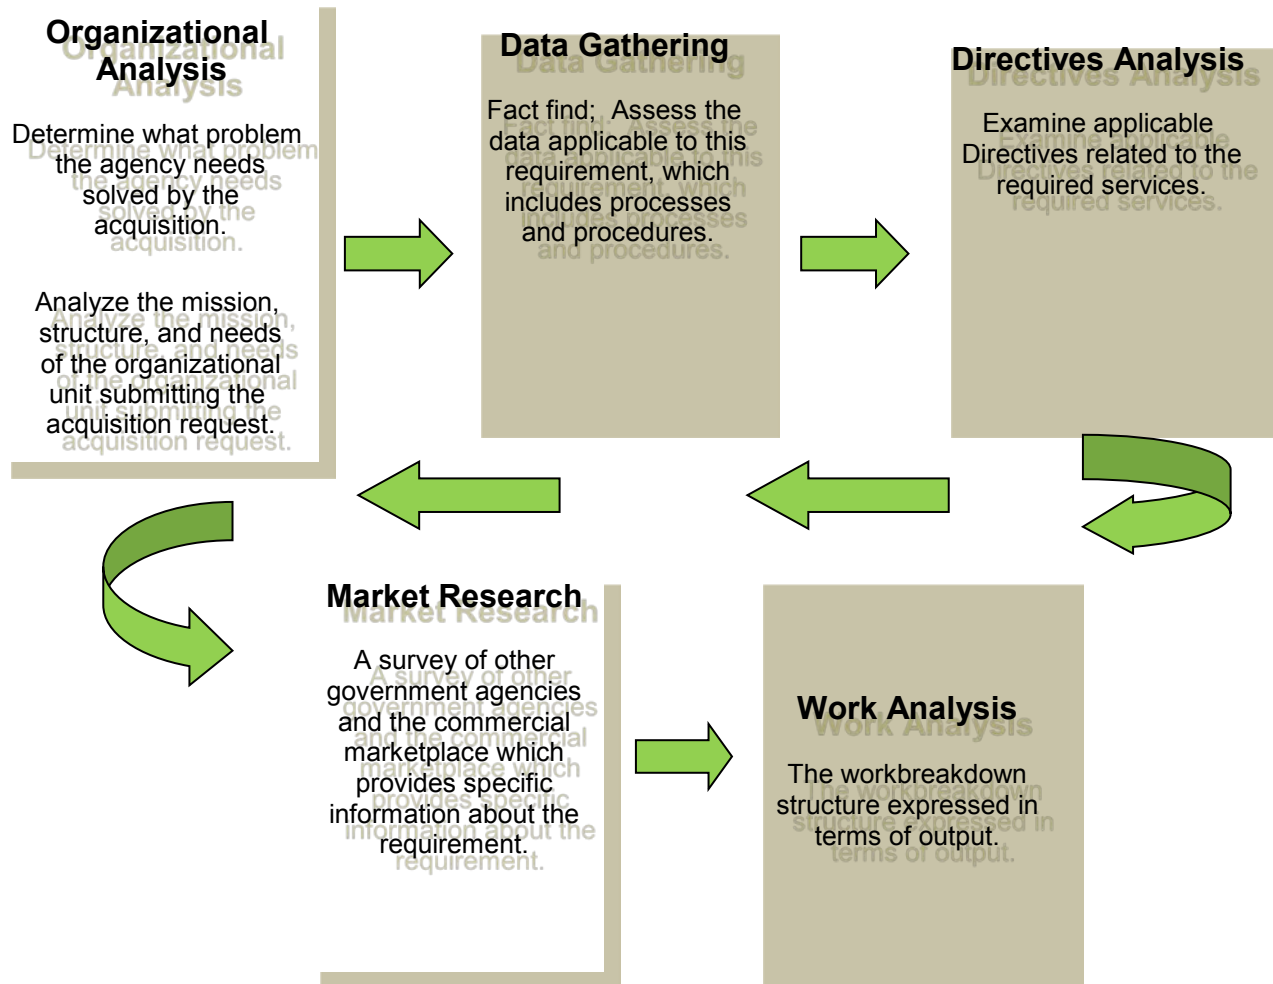 Organizational
Analysis
Determine what problem
the agency needs
solved by the
acquisition.
Analyze the mission,
structure, and needs
of the organizational
unit submitting the
acquisition request.
Data Gathering
Fact find;  Assess the
data applicable to this
requirement, which
includes processes
and procedures.
Directives Analysis
Examine applicable
Directives related to the
required services.
Market Research
A survey of other
government agencies
and the commercial
marketplace which
provides specific
information about the
requirement.
Work Analysis
The workbreakdown
structure expressed in
terms of output.